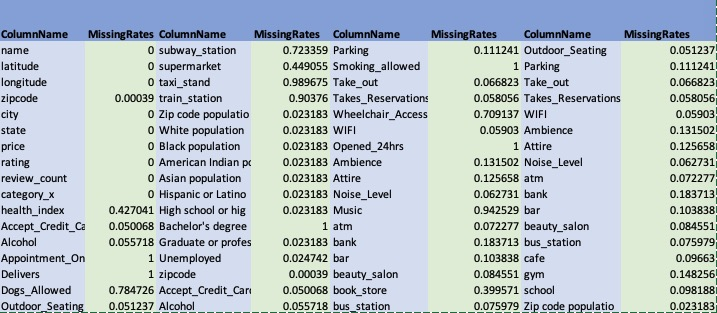 ColumnName MissingRates ColumnName MissingRates ColumnName MissingRates ColumnName MissingRates
name 0 subway_station 0.723359 Parking 0.111241 Outdoor_Seating 0.051237
latitude 0 supermarket 0.449055 Smoking_allowed 1 Parking 0.111241
longitude 0 taxi_stand 0.989675 Take_out 0.066823 Take_out 0.066823
zipcode 0.00039 train_station 0.90376 Takes_Reservations 0.058056 Takes_Reservations 0.058056
city 0 Zip code populatio 0.023183 Wheelchair_Access 0.709137 WIFI 0.05903
state 0 White population 0.023183 WIFI 0.05903 Ambience 0.131502
price 0 Black population 0.023183 Opened_24hrs 1 Attire 0.125658
rating 0 American Indian po 0.023183 Ambience 0.131502 Noise_Level 0.062731
review_count 0 Asian population 0.023183 Attire 0.125658 atm 0.072277
category_x 0 Hispanic or Latino 0.023183 Noise_Level 0.062731 bank 0.183713
health_index 0.427041 High school or hig 0.023183 Music 0.942529 bar 0.103838
Accept_Credit_Ca 0.050068 Bachelor's degree 1 atm 0.072277 beauty_salon 0.084551
Alcohol 0.055718 Graduate or profes 0.023183 bank 0.183713 bus_station 0.075979
Appointment_On 1 Unemployed 0.024742 bar 0.103838 cafe 0.09663
Delivers 1 zipcode 0.00039 beauty_salon 0.084551 gym 0.148256
Dogs_Allowed 0.784726 Accept_Credit_Card 0.050068 book_store 0.399571 school 0.098188
Outdoor_Seating 0.051237 Alcohol 0.055718 bus_station 0.075979 Zip code populatio 0.023183